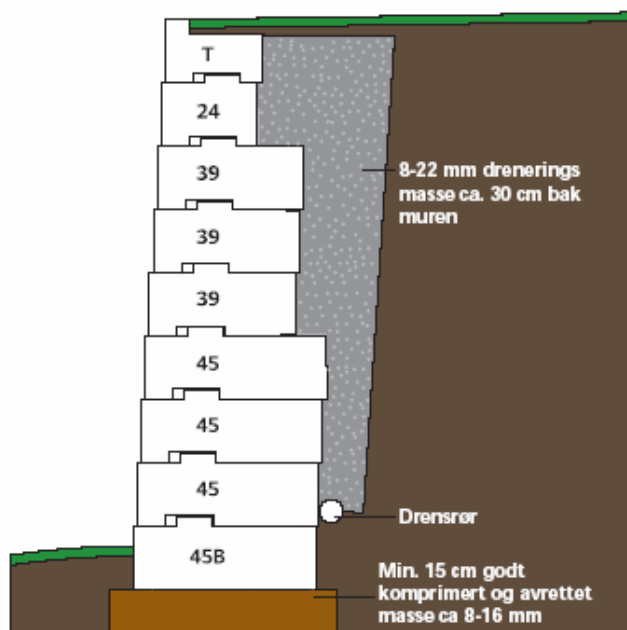 T
24
39
39
39
45
45
45
45B
8-22 mm drenerings
masse ca. 30 cm bak
muren
Drensrør
Min. 15 cm godt
komprimert og avrettet
masse ca 8-16 mm